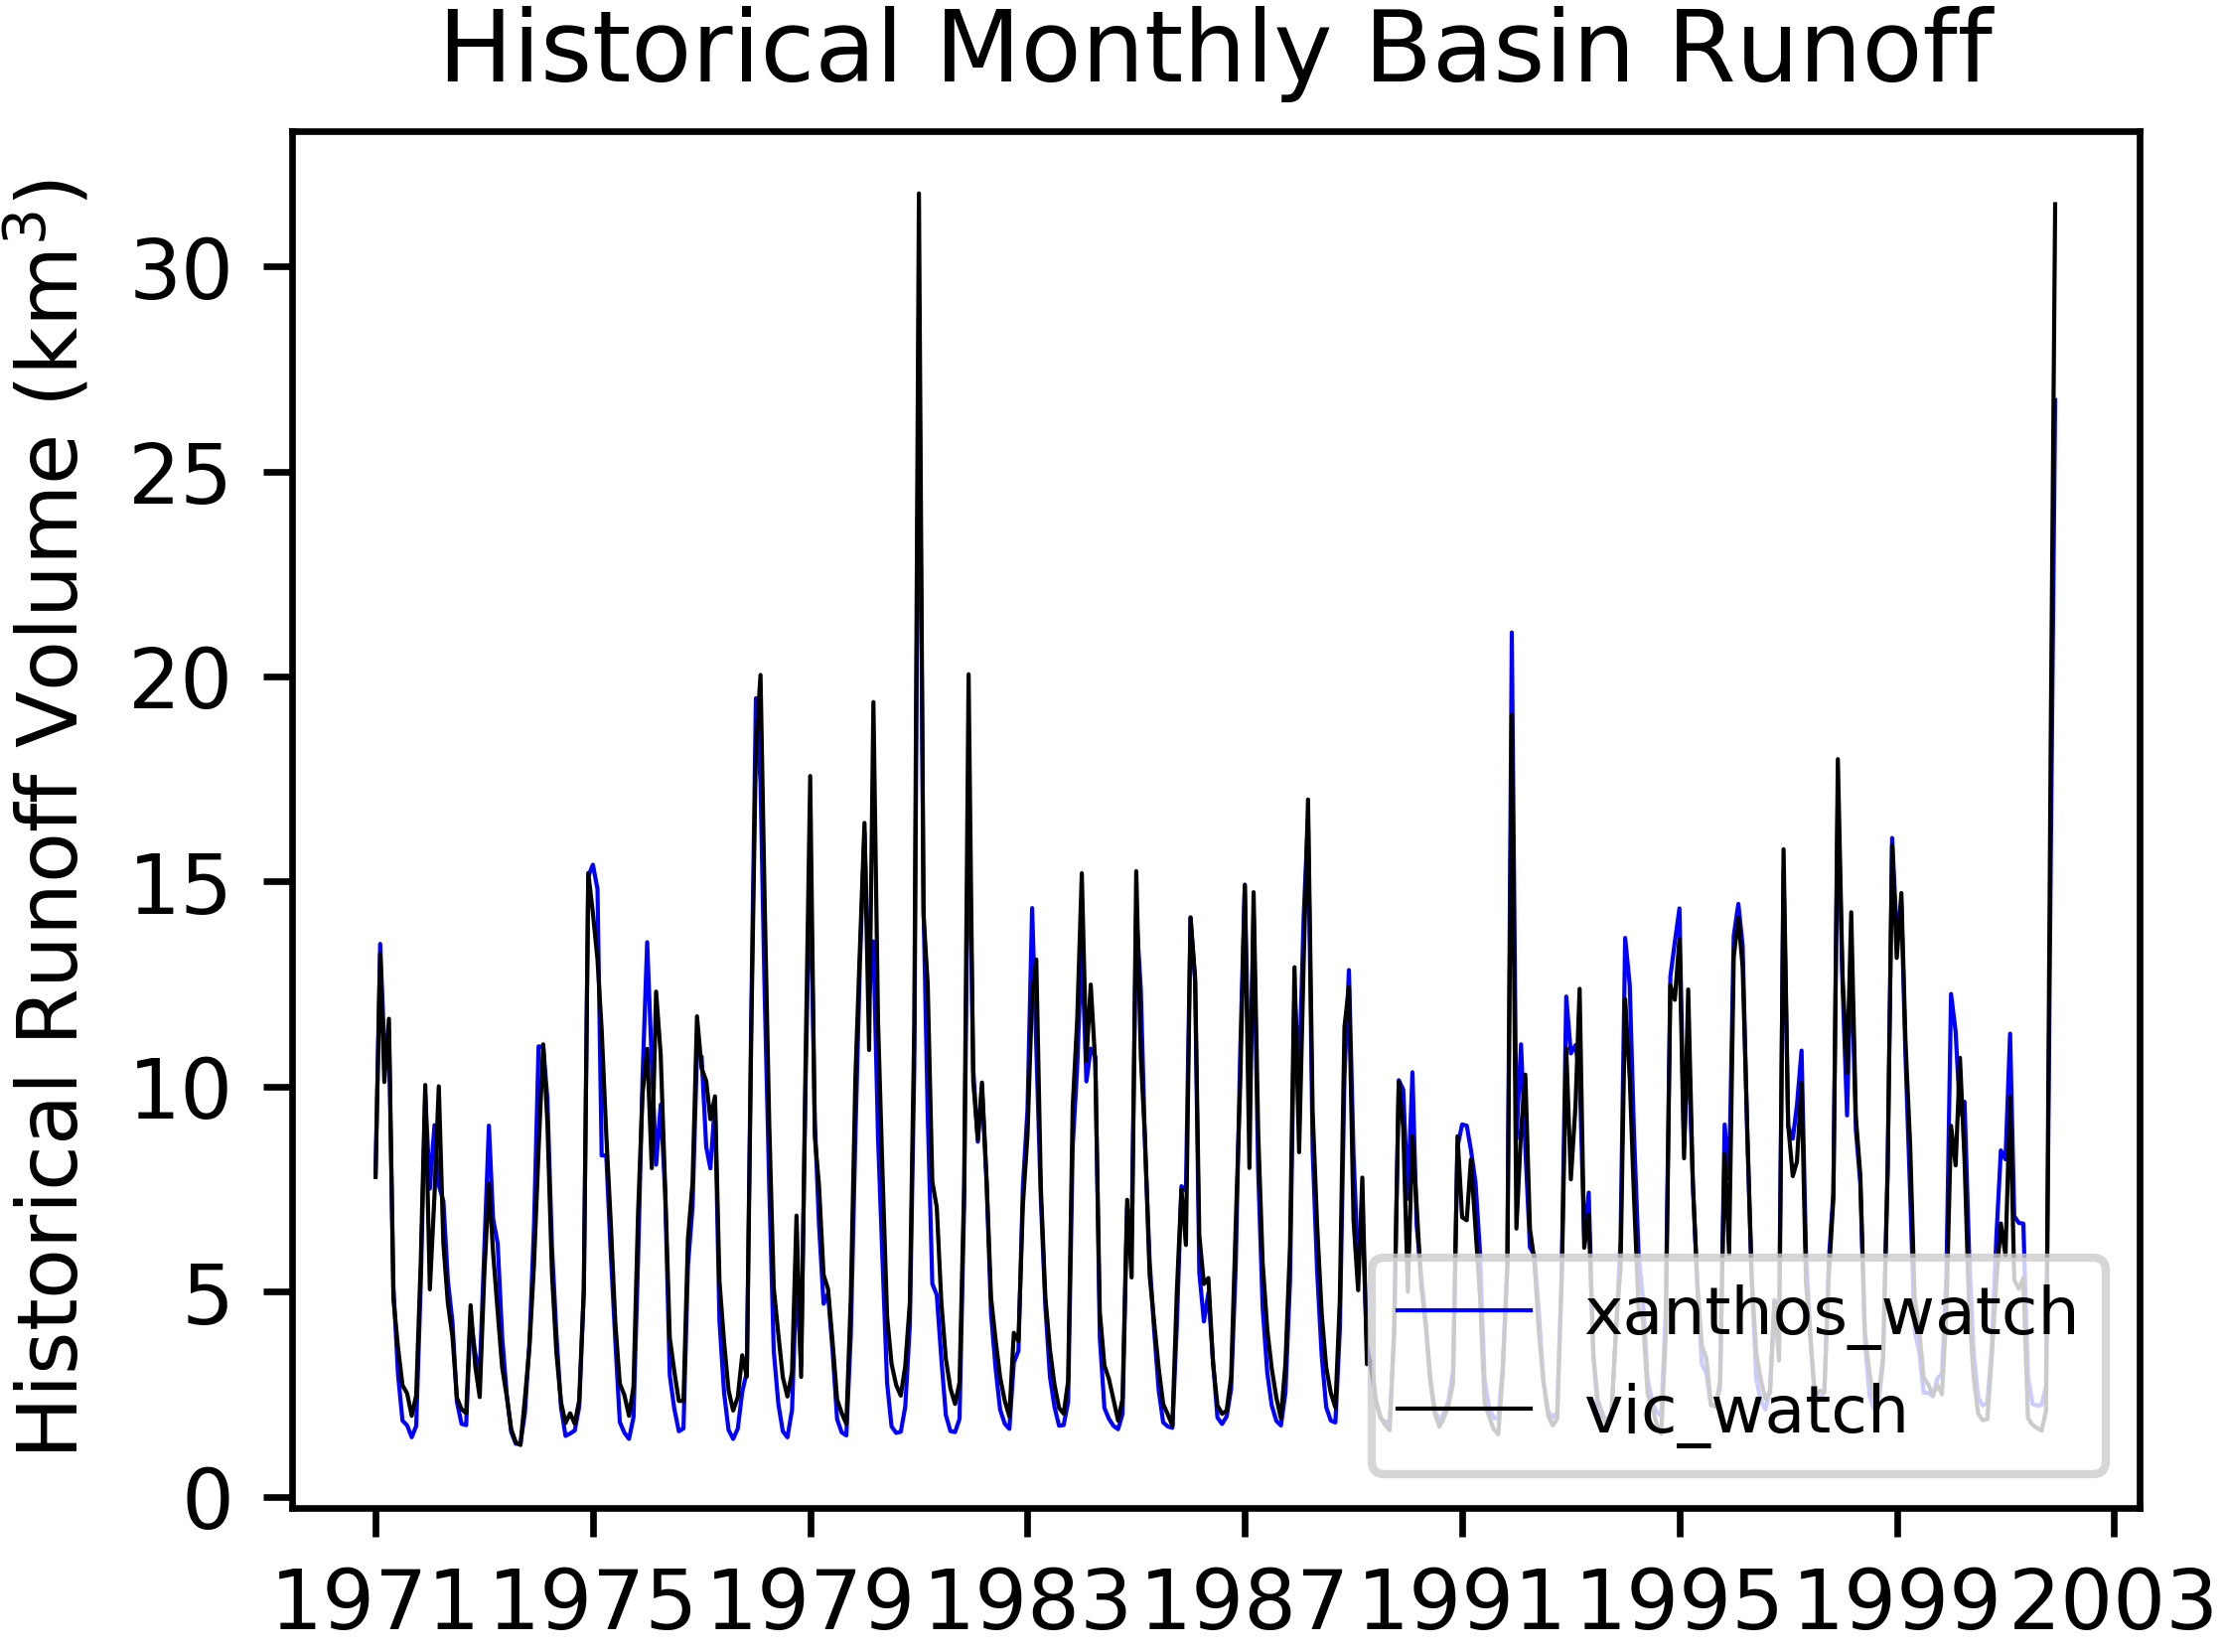 Historical Monthly Basin Runoff
Historical Runoff Volume (km³)
30
25
20
15
10
5
0
xanthos_watch
vic_watch
1971 1975 1979 1983 1987 1991 1995 1999 2003